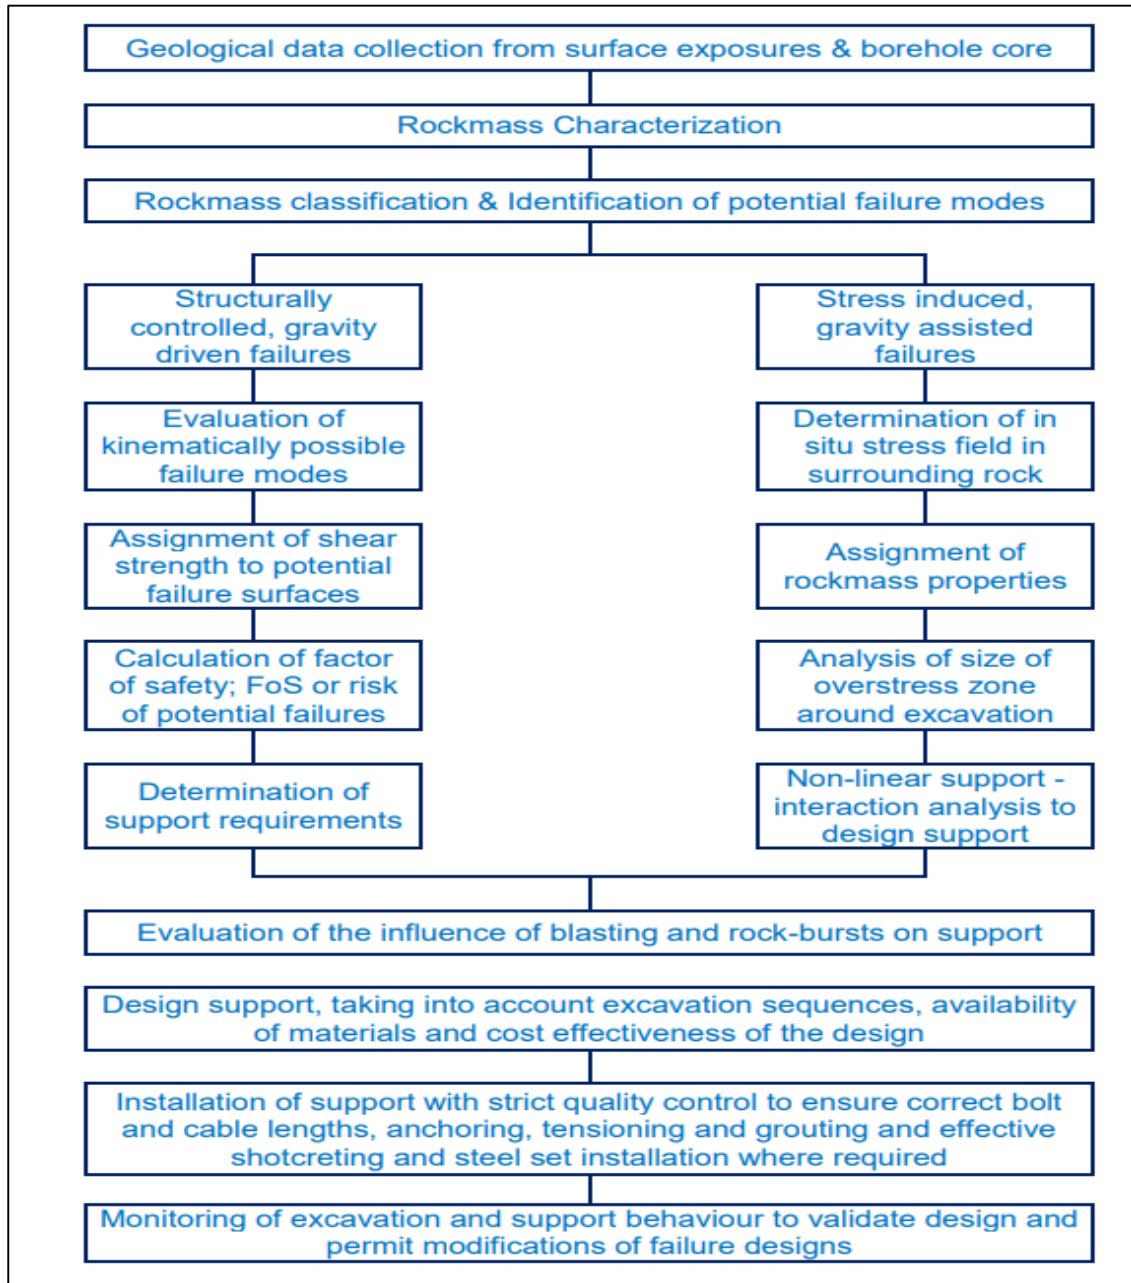 Geological data collection from surface exposures & borehole core
Rockmass Characterization
Rockmass classification & Identification of potential failure modes
Structurally
controlled, gravity
driven failures
Evaluation of
kinematically possible
failure modes
Assignment of shear
strength to potential
failure surfaces
Calculation of factor
of safety; FoS or risk
of potential failures
Determination of
support requirements
Stress induced,
gravity assisted
failures
Determination of in
situ stress field in
surrounding rock
Assignment of
rockmass properties
Analysis of size of
overstress zone
around excavation
Non-linear support -
interaction analysis to
design support
Evaluation of the influence of blasting and rock-bursts on support
Design support, taking into account excavation sequences, availability
of materials and cost effectiveness of the design
Installation of support with strict quality control to ensure correct bolt
and cable lengths, anchoring, tensioning and grouting and effective
shotcreting and steel set installation where required
Monitoring of excavation and support behaviour to validate design and
permit modifications of failure designs